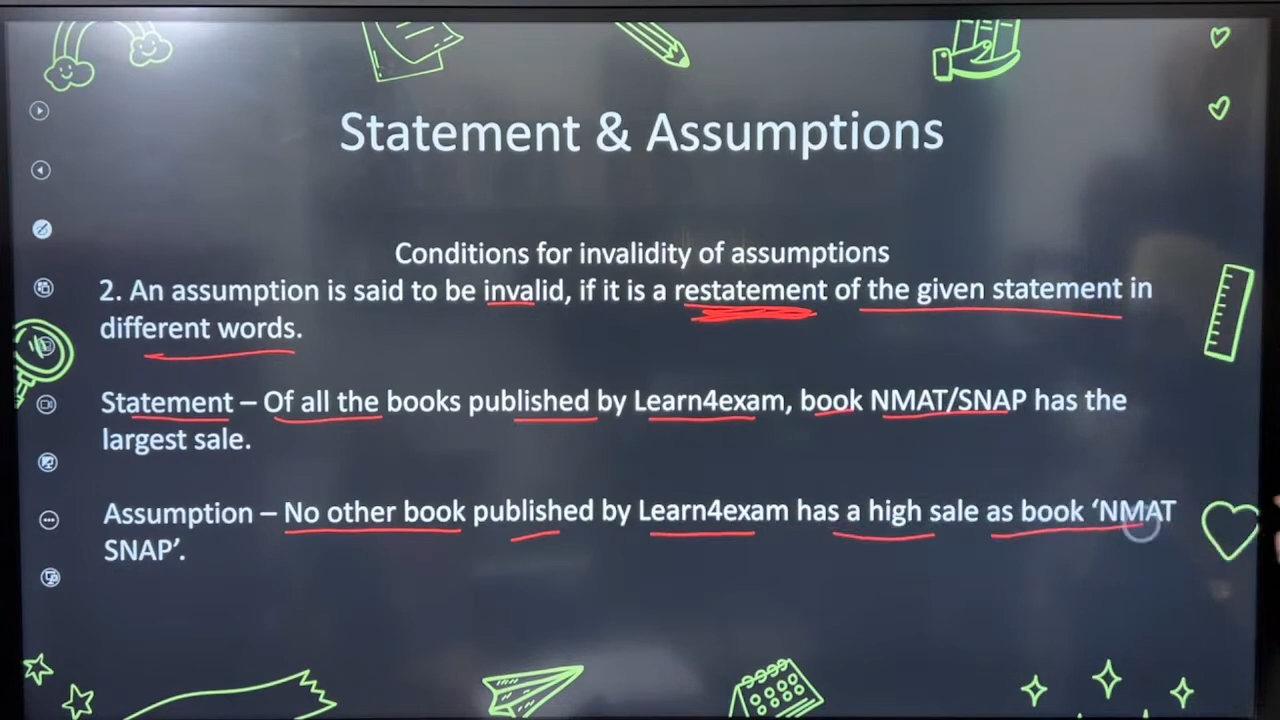 Statement & Assumptions
Conditions for invalidity of assumptions
2. An assumption is said to be invalid, if it is a restatement of the given statement in
different words.
Statement – Of all the books published by Learn4exam, book NMAT/SNAP has the
largest sale.
Assumption – No other book published by Learn4exam has a high sale as book ‘NMAT
SNAP’.